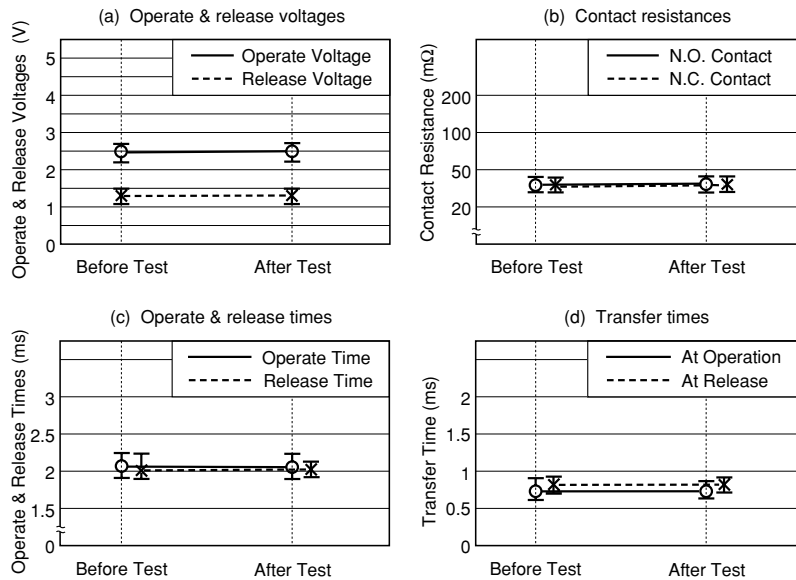 (a) Operate & release voltages
Operate & Release Voltages (V)
5
4
3
2
1
0
Operate Voltage
Release Voltage
Before Test
After Test
(b) Contact resistances
Contact Resistance (mΩ)
200
100
50
20
0
N.O. Contact
N.C. Contact
Before Test
After Test
(c) Operate & release times
Operate & Release Times (ms)
3
2.5
2
1.5
0
Operate Time
Release Time
Before Test
After Test
(d) Transfer times
Transfer Time (ms)
2
1.5
1
0.5
0
At Operation
At Release
Before Test
After Test